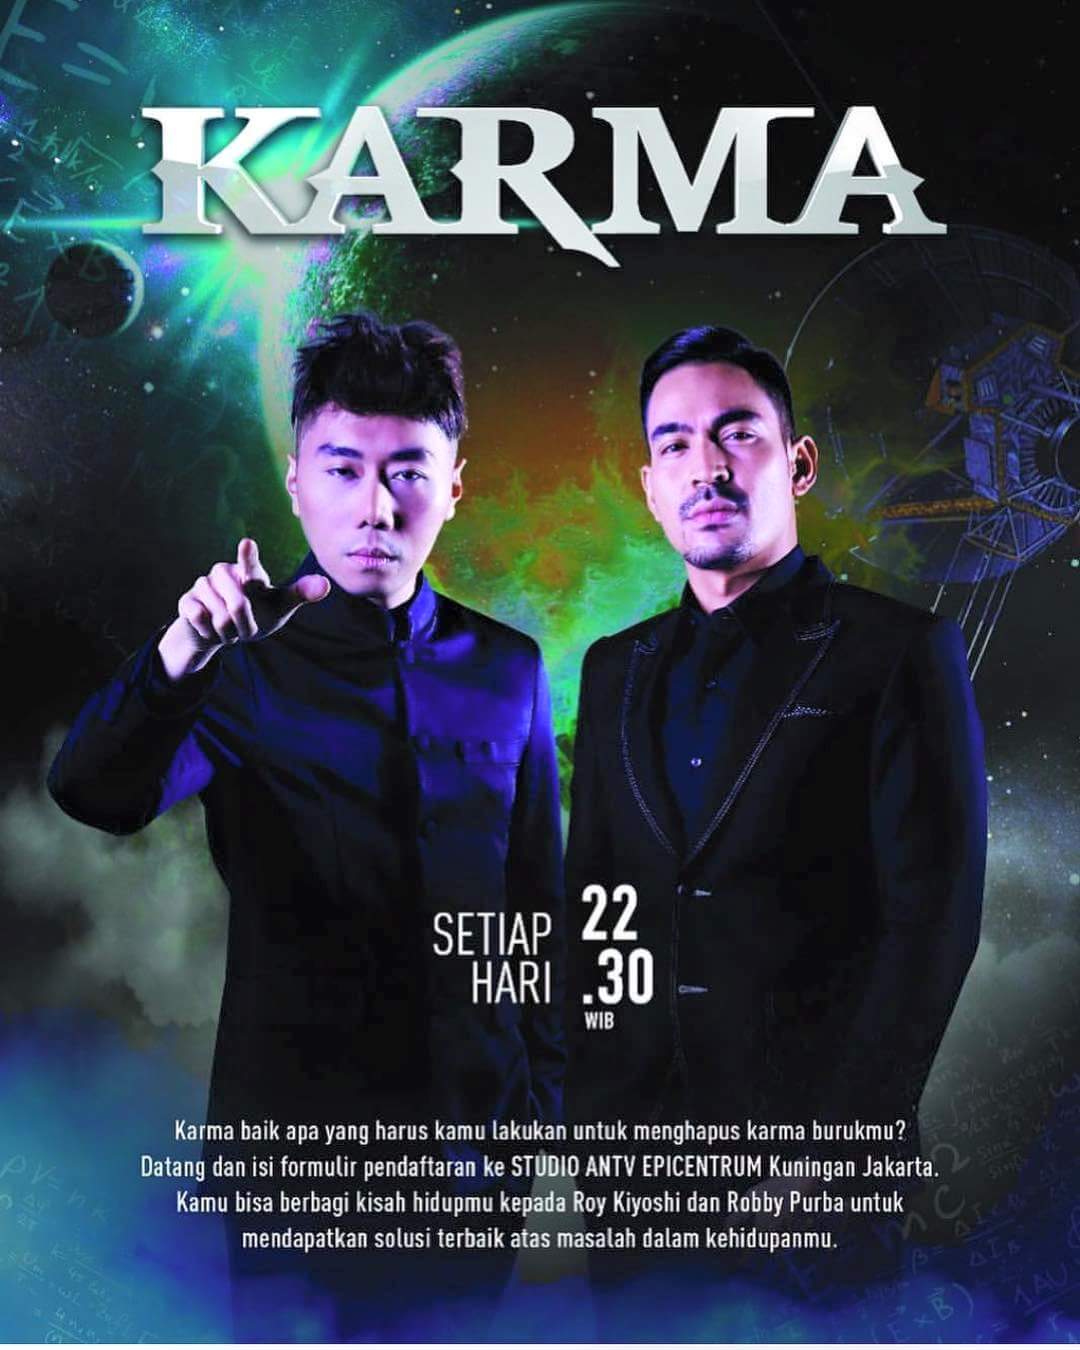 KARMA
SETIAP
HARI
22
.30
WIB
Karma baik apa yang harus kamu lakukan untuk menghapus karma burukmu?
Datang dan isi formulir pendaftaran ke STUDIO ANTV EPICENTRUM Kuningan Jakarta.
Kamu bisa berbagi kisah hidupmu kepada Roy Kiyoshi dan Robby Purba untuk
mendapatkan solusi terbaik atas masalah dalam kehidupanmu.